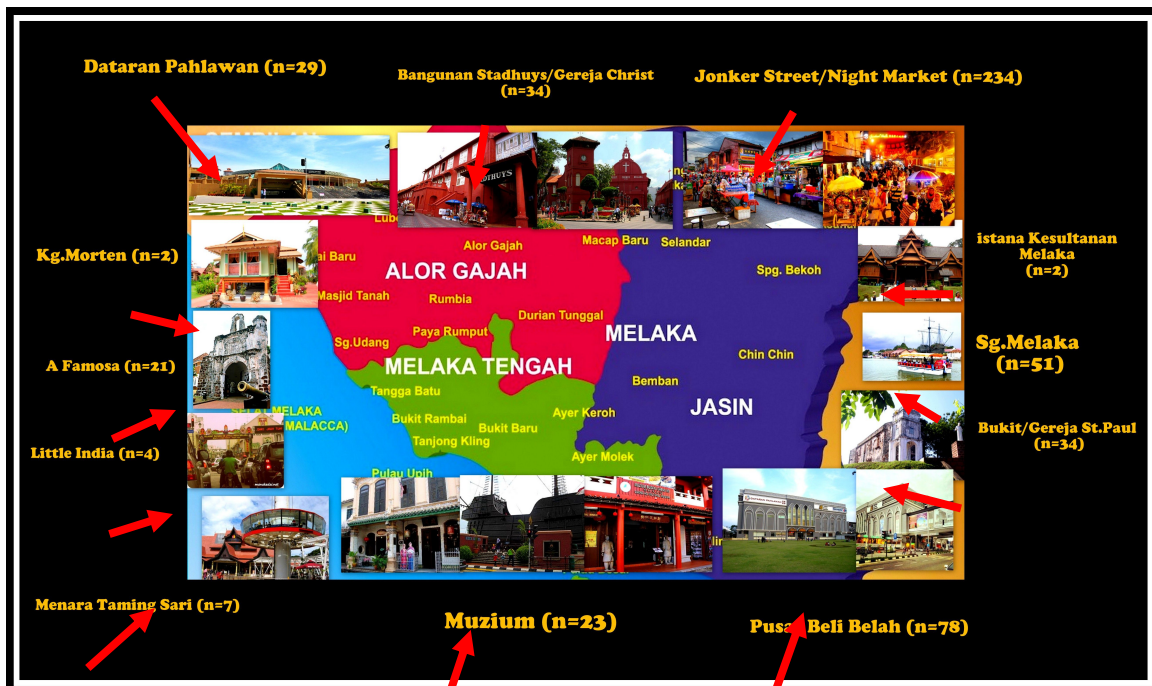 Dataran Pahlawan (n=29)
Bangunan Stadhuys/Gereja Christ
(n=34)
Jonker Street/Night Market (n=234)
Kg.Morten (n=2)
istana Kesultanan
Melaka
(n=2)
A Famosa (n=21)
Sg.Melaka
(n=51)
Little India (n=4)
Bukit/Gereja St.Paul
(n=34)
Menara Taming Sari (n=7)
Muzium (n=23)
Beli Belah (n=78)
Alor Gajah
Macap Baru
Selandar
ALOR GAJAH
Spg. Bekoh
Masjid Tanah
Rumbia
Durian Tunggal
Paya Rumput
MELAKA
Sg.Udang
Chin Chin
MELAKA TENGAH
Bemban
Tangga Batu
JASIN
Ayer Keroh
Bukit Rambai
Bukit Baru
Tanjong Kling
MALACCA)
Ayer Molek
Pulau Upih